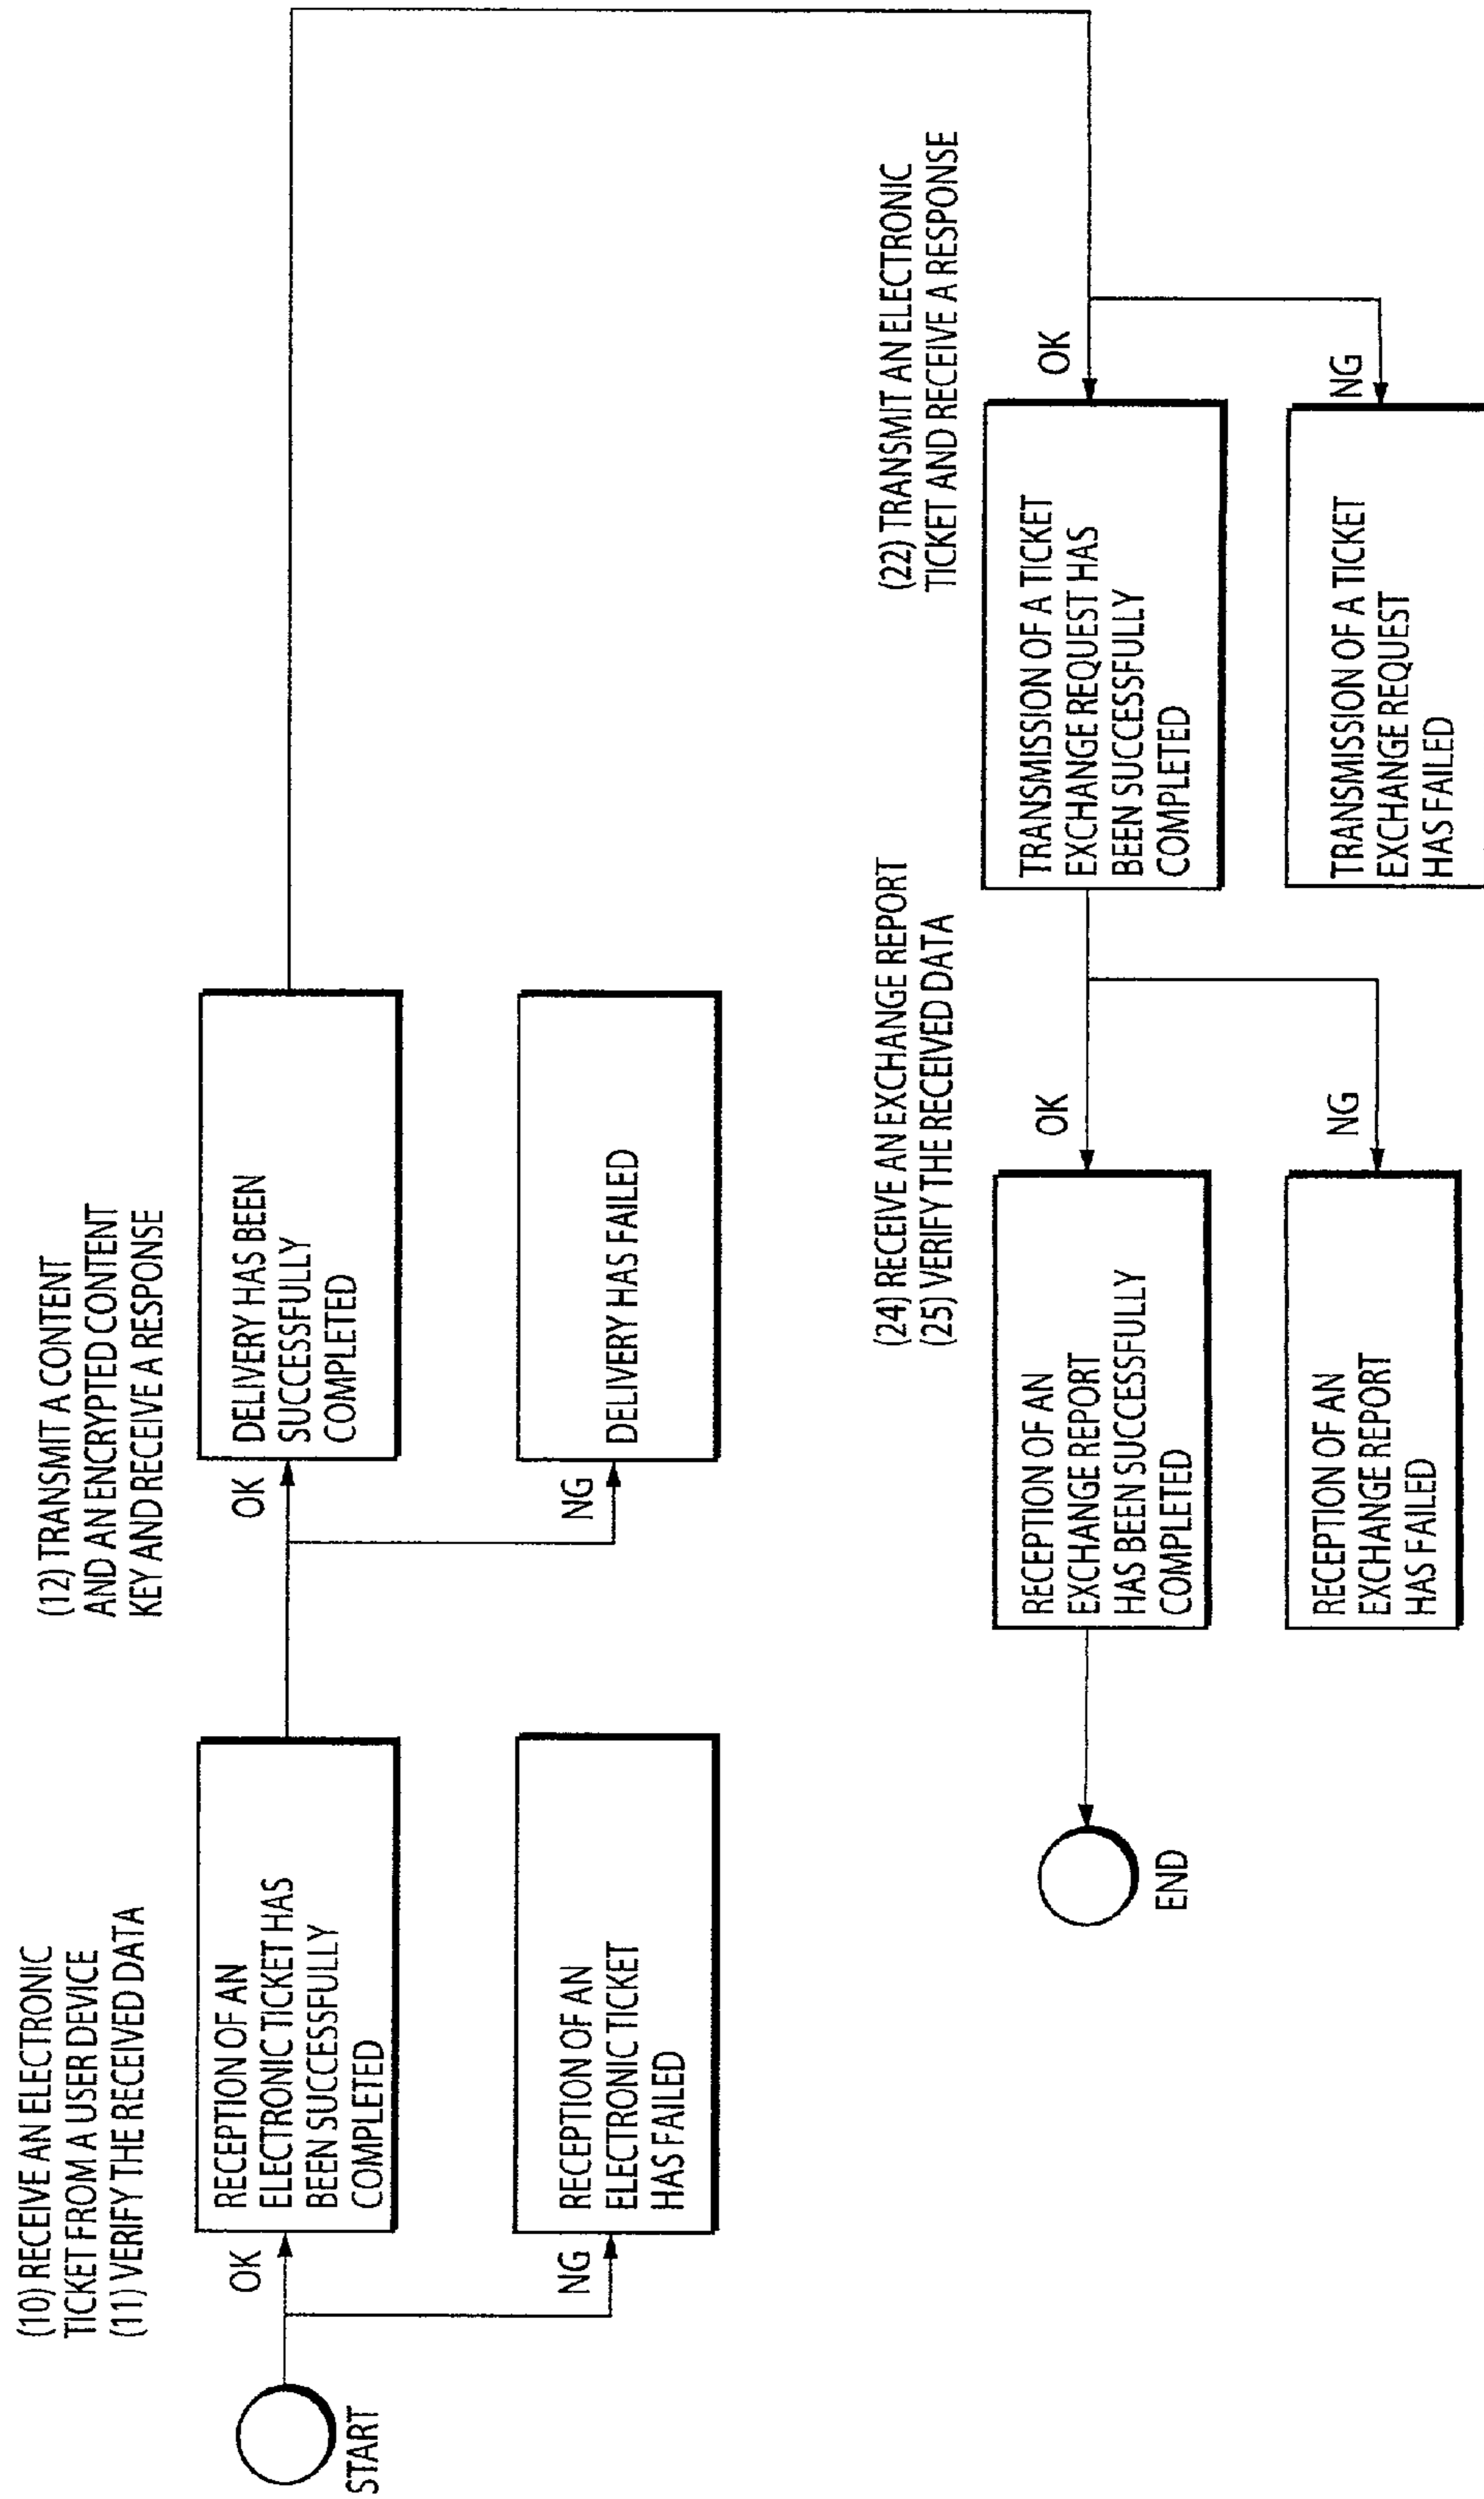 (10) RECEIVE AN ELECTRONIC
TICKET FROM A USER DEVICE
(11) VERIFY THE RECEIVED DATA
START
OK
RECEPTION OF AN
ELECTRONIC TICKET HAS
BEEN SUCCESSFULLY
COMPLETED
NG
RECEPTION OF AN
ELECTRONIC TICKET
HAS FAILED
(12) TRANSMIT A CONTENT
AND AN ENCRYPTED CONTENT
KEY AND RECEIVE A RESPONSE
OK
DELIVERY HAS BEEN
SUCCESSFULLY
COMPLETED
NG
DELIVERY HAS FAILED
(22) TRANSMIT AN ELECTRONIC
TICKET AND RECEIVE A RESPONSE
OK
TRANSMISSION OF A TICKET
EXCHANGE REQUEST HAS
BEEN SUCCESSFULLY
COMPLETED
NG
TRANSMISSION OF A TICKET
EXCHANGE REQUEST
HAS FAILED
(24) RECEIVE AN EXCHANGE REPORT
(25) VERIFY THE RECEIVED DATA
OK
RECEPTION OF AN
EXCHANGE REPORT
HAS BEEN SUCCESSFULLY
COMPLETED
NG
RECEPTION OF AN
EXCHANGE REPORT
HAS FAILED
END